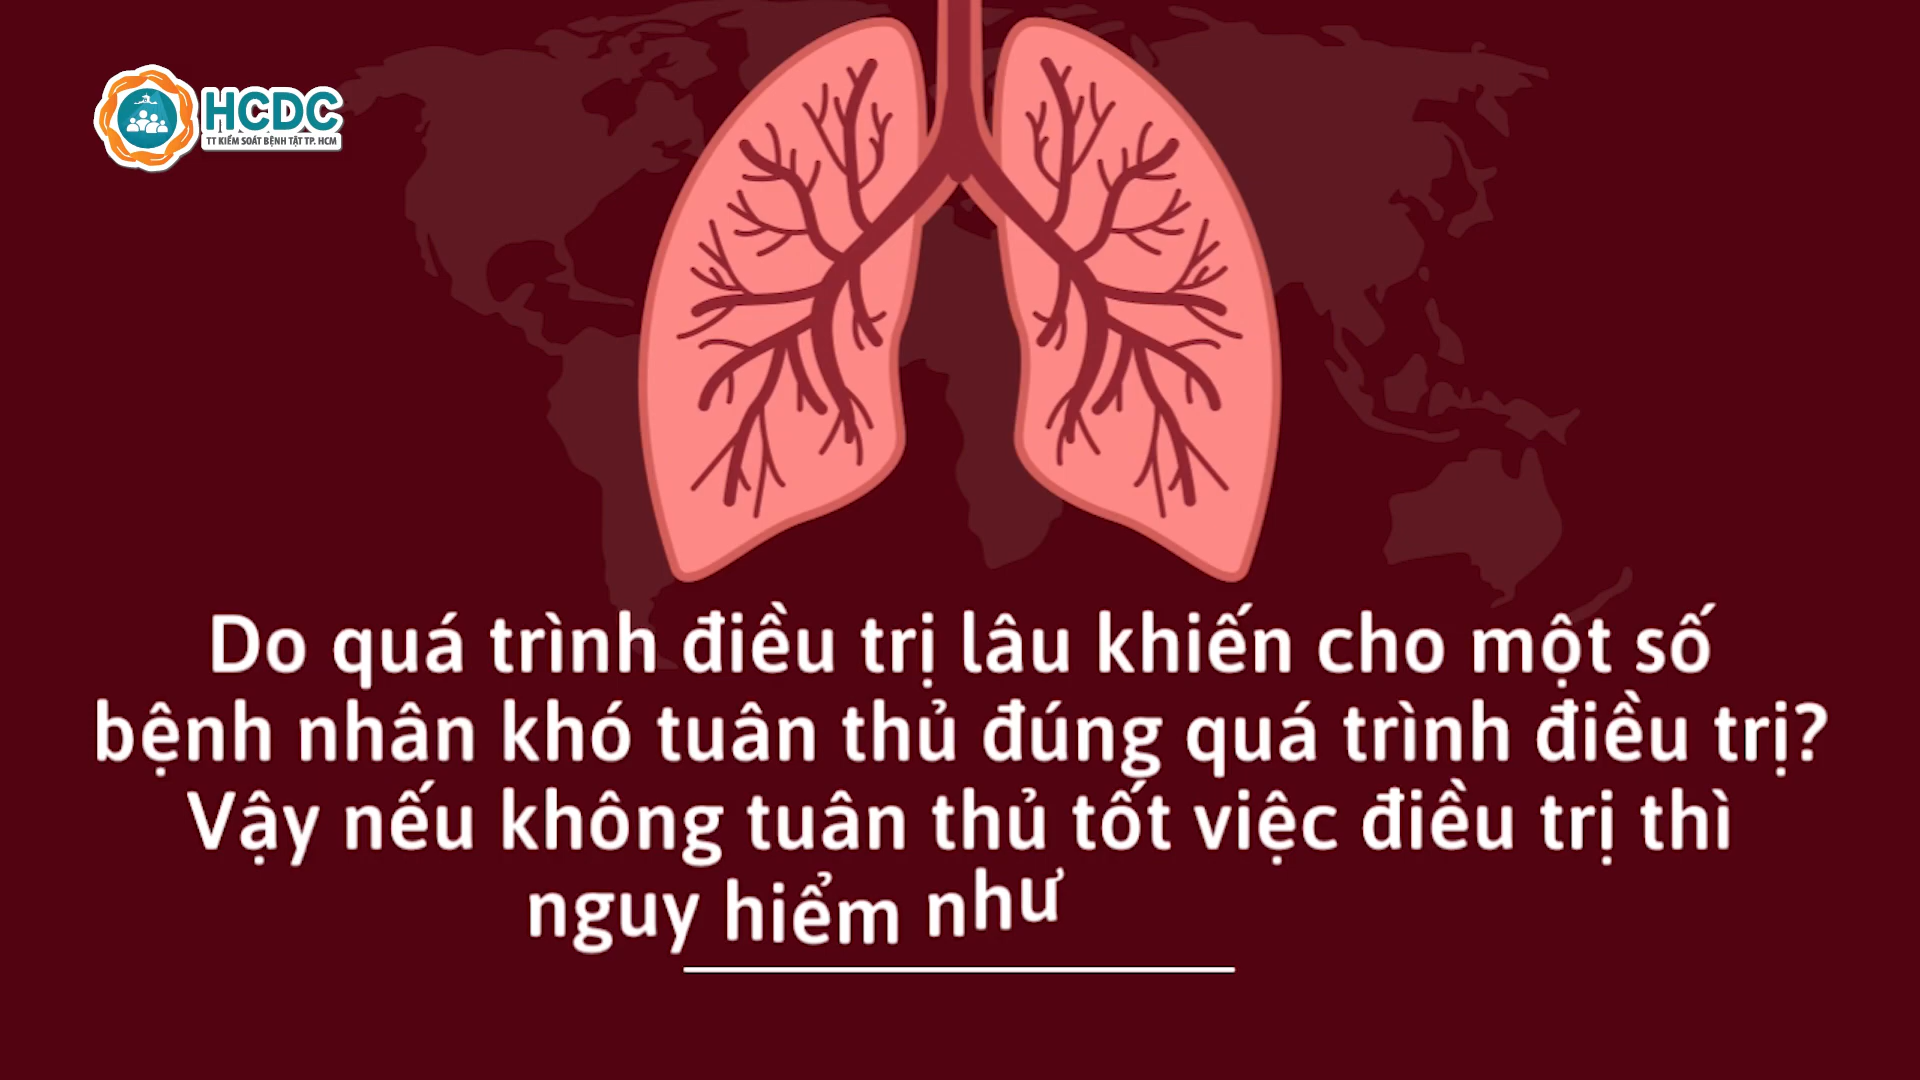 HCDC
TT KIỂM SOÁT BỆNH TẬT TP. HCM
Do quá trình điều trị lâu khiến cho một số
bệnh nhân khó tuân thủ đúng quá trình điều trị?
Vậy nếu không tuân thủ tốt việc điều trị thì
nguy hiểm như